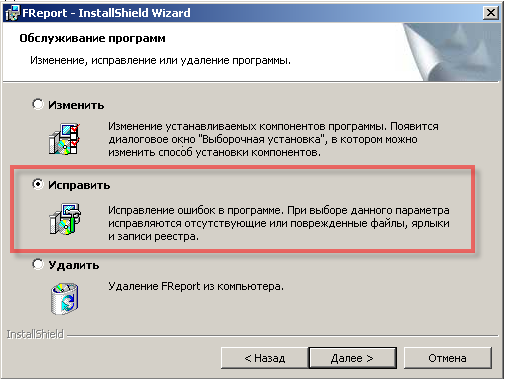 FReport - InstallShield Wizard
Обслуживание программ
Изменение, исправление или удаление программы.
Изменить
Изменение устанавливаемых компонентов программы. Появится
диалоговое окно "Выборочная установка", в котором можно
изменить способ установки компонентов.
Исправить
Исправление ошибок в программе. При выборе данного параметра
исправляются отсутствующие или поврежденные файлы, ярлыки
и записи реестра.
Удалить
Удаление FReport из компьютера.
InstallShield
< Назад
Далее >
Отмена